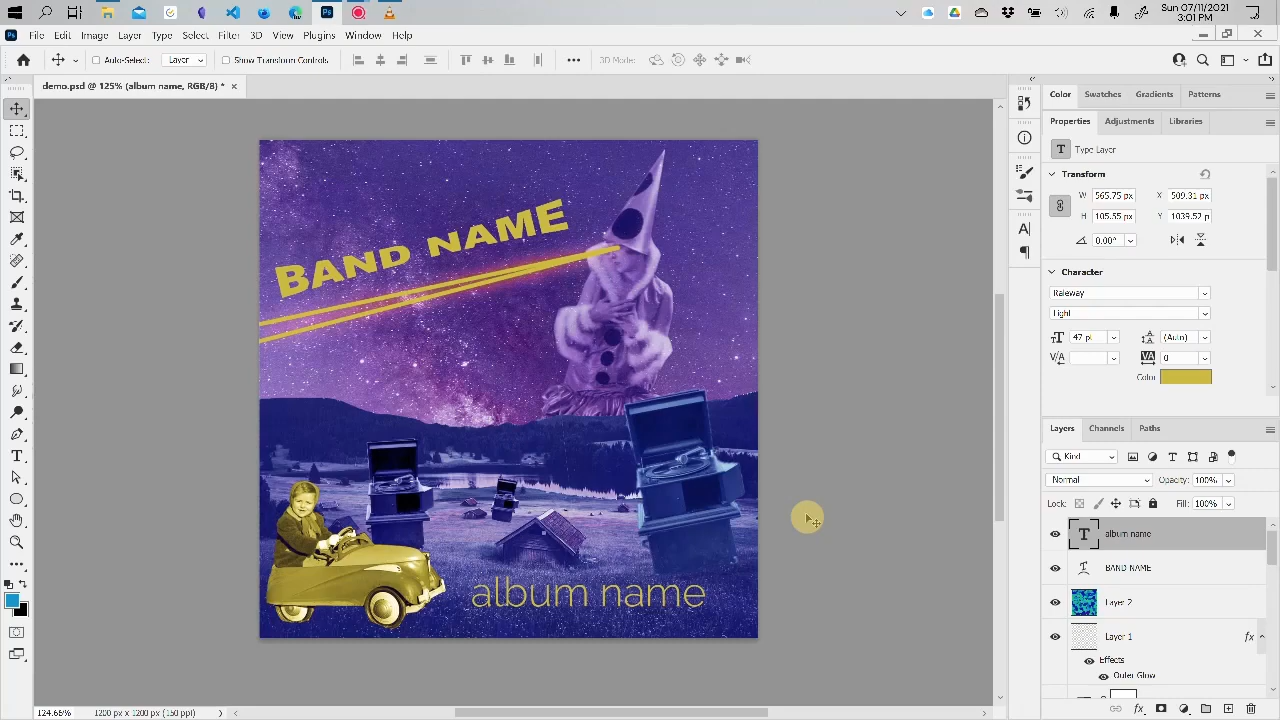 Sun Oct 2021
3:01 PM
File Edit Image Layer Type Select Filter 3D View Plugins Window Help
Auto-Select: Layer Show Transform Controls 3D Mode:
demo.psd @ 125% (album name, RGB/8) *
Color Swatches Gradients Patterns
Properties Adjustments Libraries
Type Layer
Transform
W 565.75 px X 509.31 px
H 105.55 px Y 1039.52 p
0.00°
Character
Raleway
Light
47 pt (Auto)
0
Color
BAND NAME
album name
Layers Channels Paths
Kind
Normal Opacity: 100%
Lock: Fill: 100%
album name
BAND NAME
Layer 2
Layer 1 fx
Effects
Outer Glow
124.66% 1200 px x 1200 px (150 ppi)